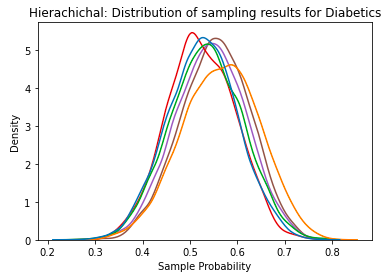 Hierachichal: Distribution of sampling results for Diabetics
5
4
3
2
1
0
Density
0.2 0.3 0.4 0.5 0.6 0.7 0.8
Sample Probability